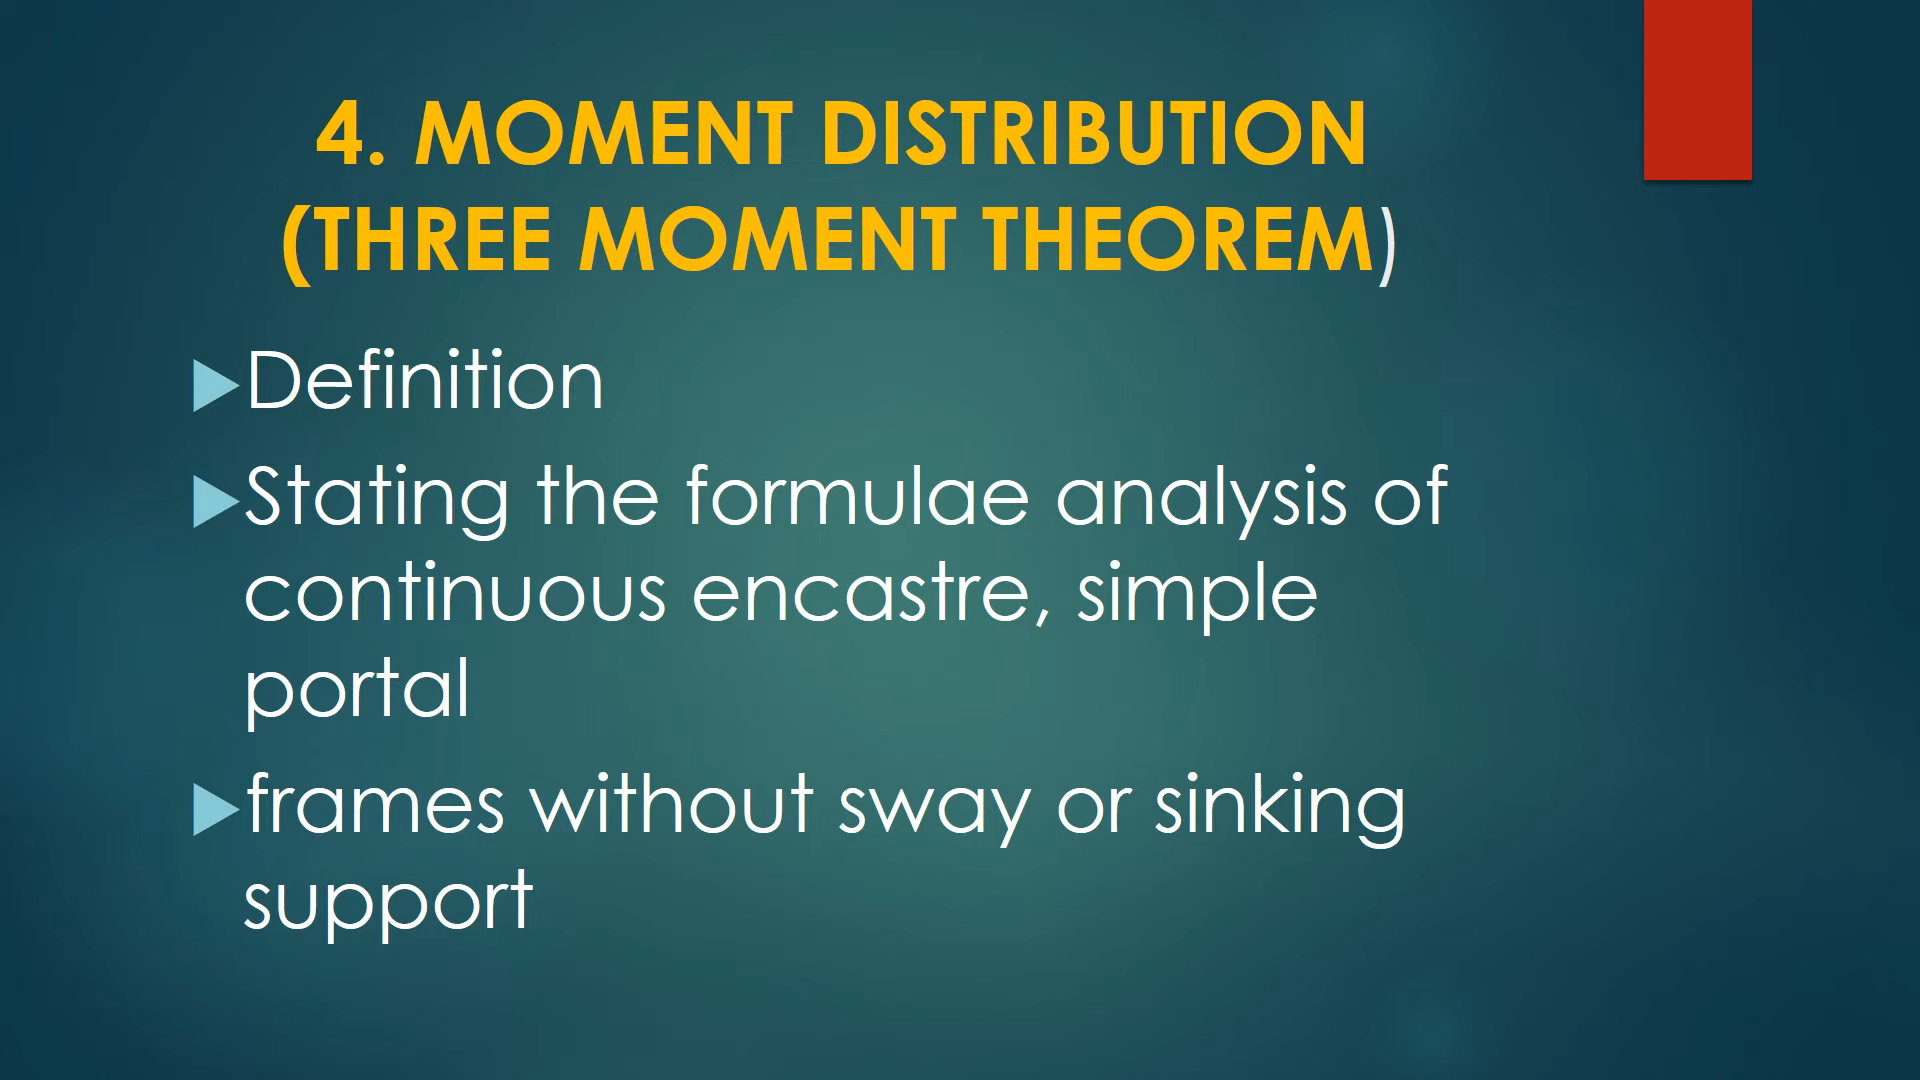 4. MOMENT DISTRIBUTION
(THREE MOMENT THEOREM)
Definition
Stating the formulae analysis of
continuous encastre, simple
portal
frames without sway or sinking
support